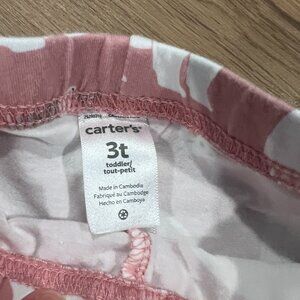 carter's
3t
toddler/
tout-petit
Made in Cambodia
Fabriqué au Cambodge
Hecho en Camboya